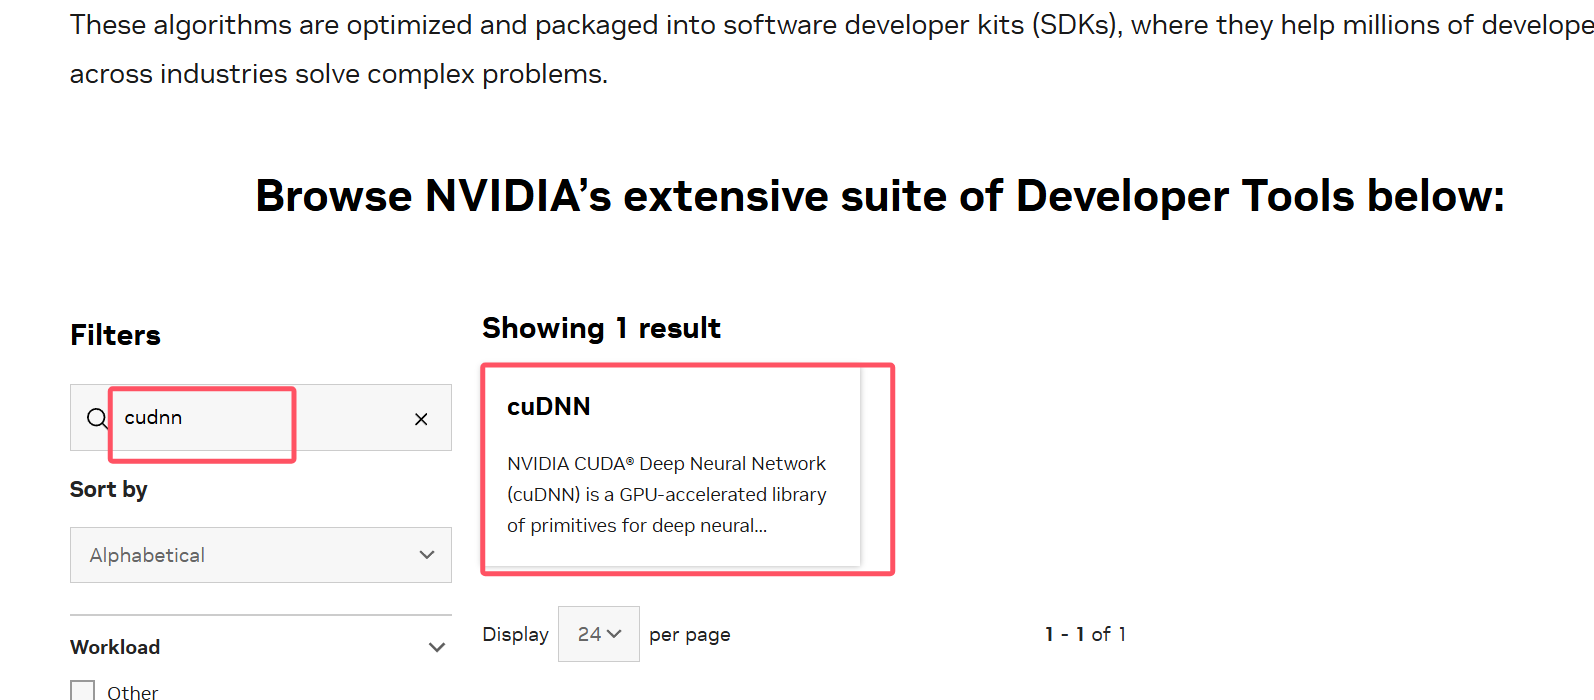 These algorithms are optimized and packaged into software developer kits (SDKs), where they help millions of develope
across industries solve complex problems.
Browse NVIDIA’s extensive suite of Developer Tools below:
Filters
cudnn
Sort by
Alphabetical
Workload
Other
Showing 1 result
cuDNN
NVIDIA CUDA® Deep Neural Network
(cuDNN) is a GPU-accelerated library
of primitives for deep neural...
Display 24 per page
1 - 1 of 1